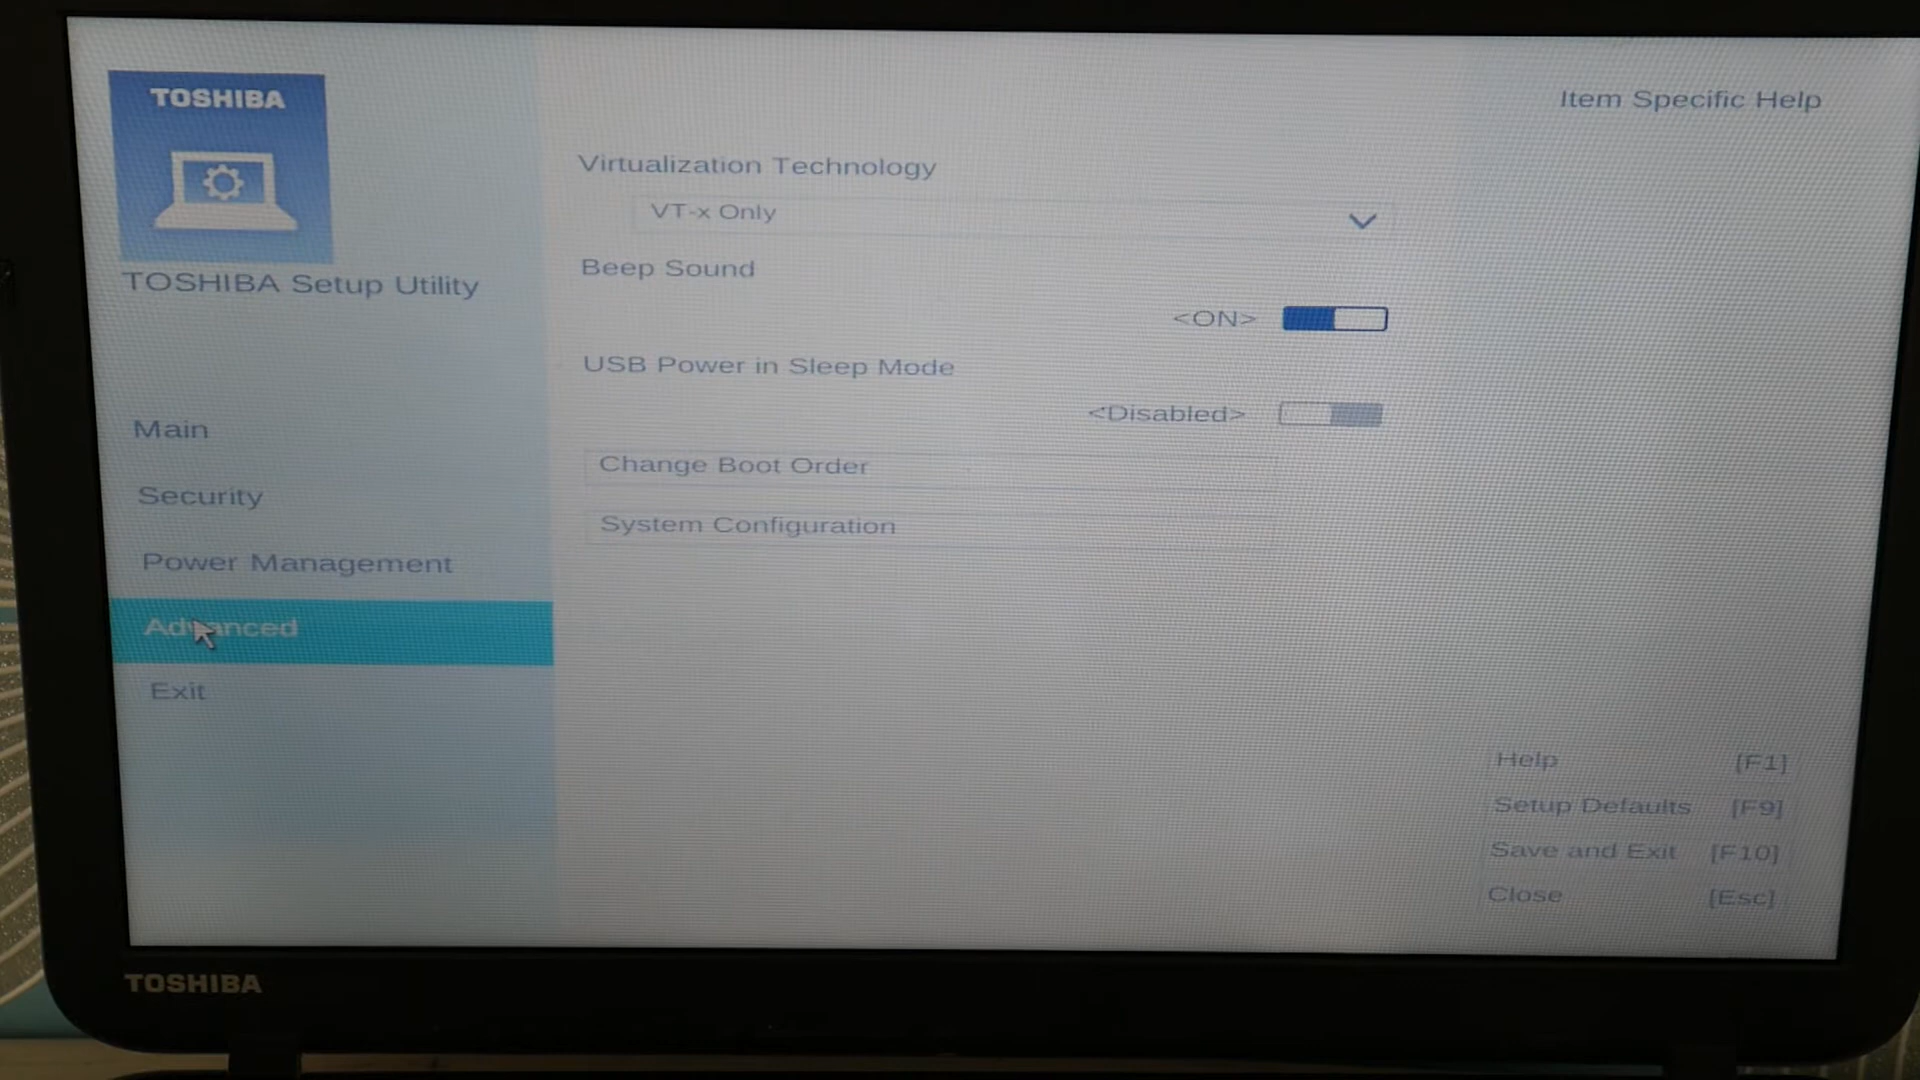 TOSHIBA
TOSHIBA Setup Utility
Main
Security
Power Management
Advanced
Exit
Virtualization Technology
VT-x Only
Beep Sound
<ON>
USB Power in Sleep Mode
<Disabled>
Change Boot Order
System Configuration
Item Specific Help
Help [F1]
Setup Defaults [F9]
Save and Exit [F10]
Close [Esc]
TOSHIBA